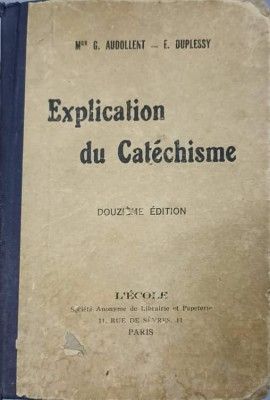 Mgr G. AUDOLLENT — E. DUPLESSY
Explication
du Catéchisme
DOUZIÈME ÉDITION
L'ÉCOLE
Société Anonyme de Librairie et Papeterie
11, RUE DE SÈVRES, 11
PARIS